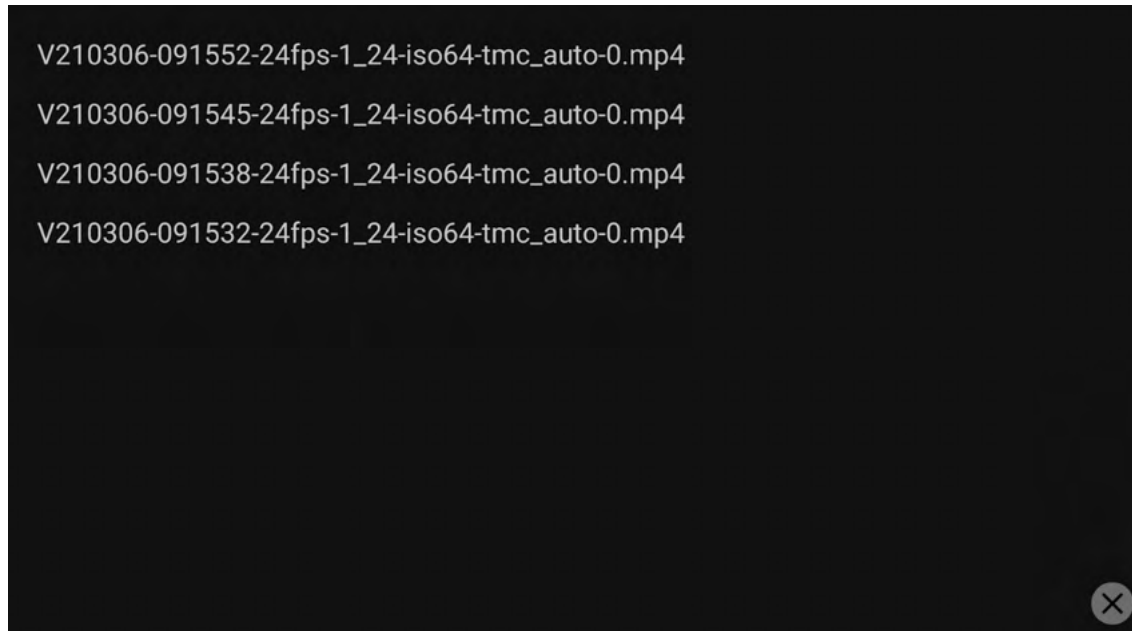 V210306-091552-24fps-1_24-iso64-tmc_auto-0.mp4
V210306-091545-24fps-1_24-iso64-tmc_auto-0.mp4
V210306-091538-24fps-1_24-iso64-tmc_auto-0.mp4
V210306-091532-24fps-1_24-iso64-tmc_auto-0.mp4